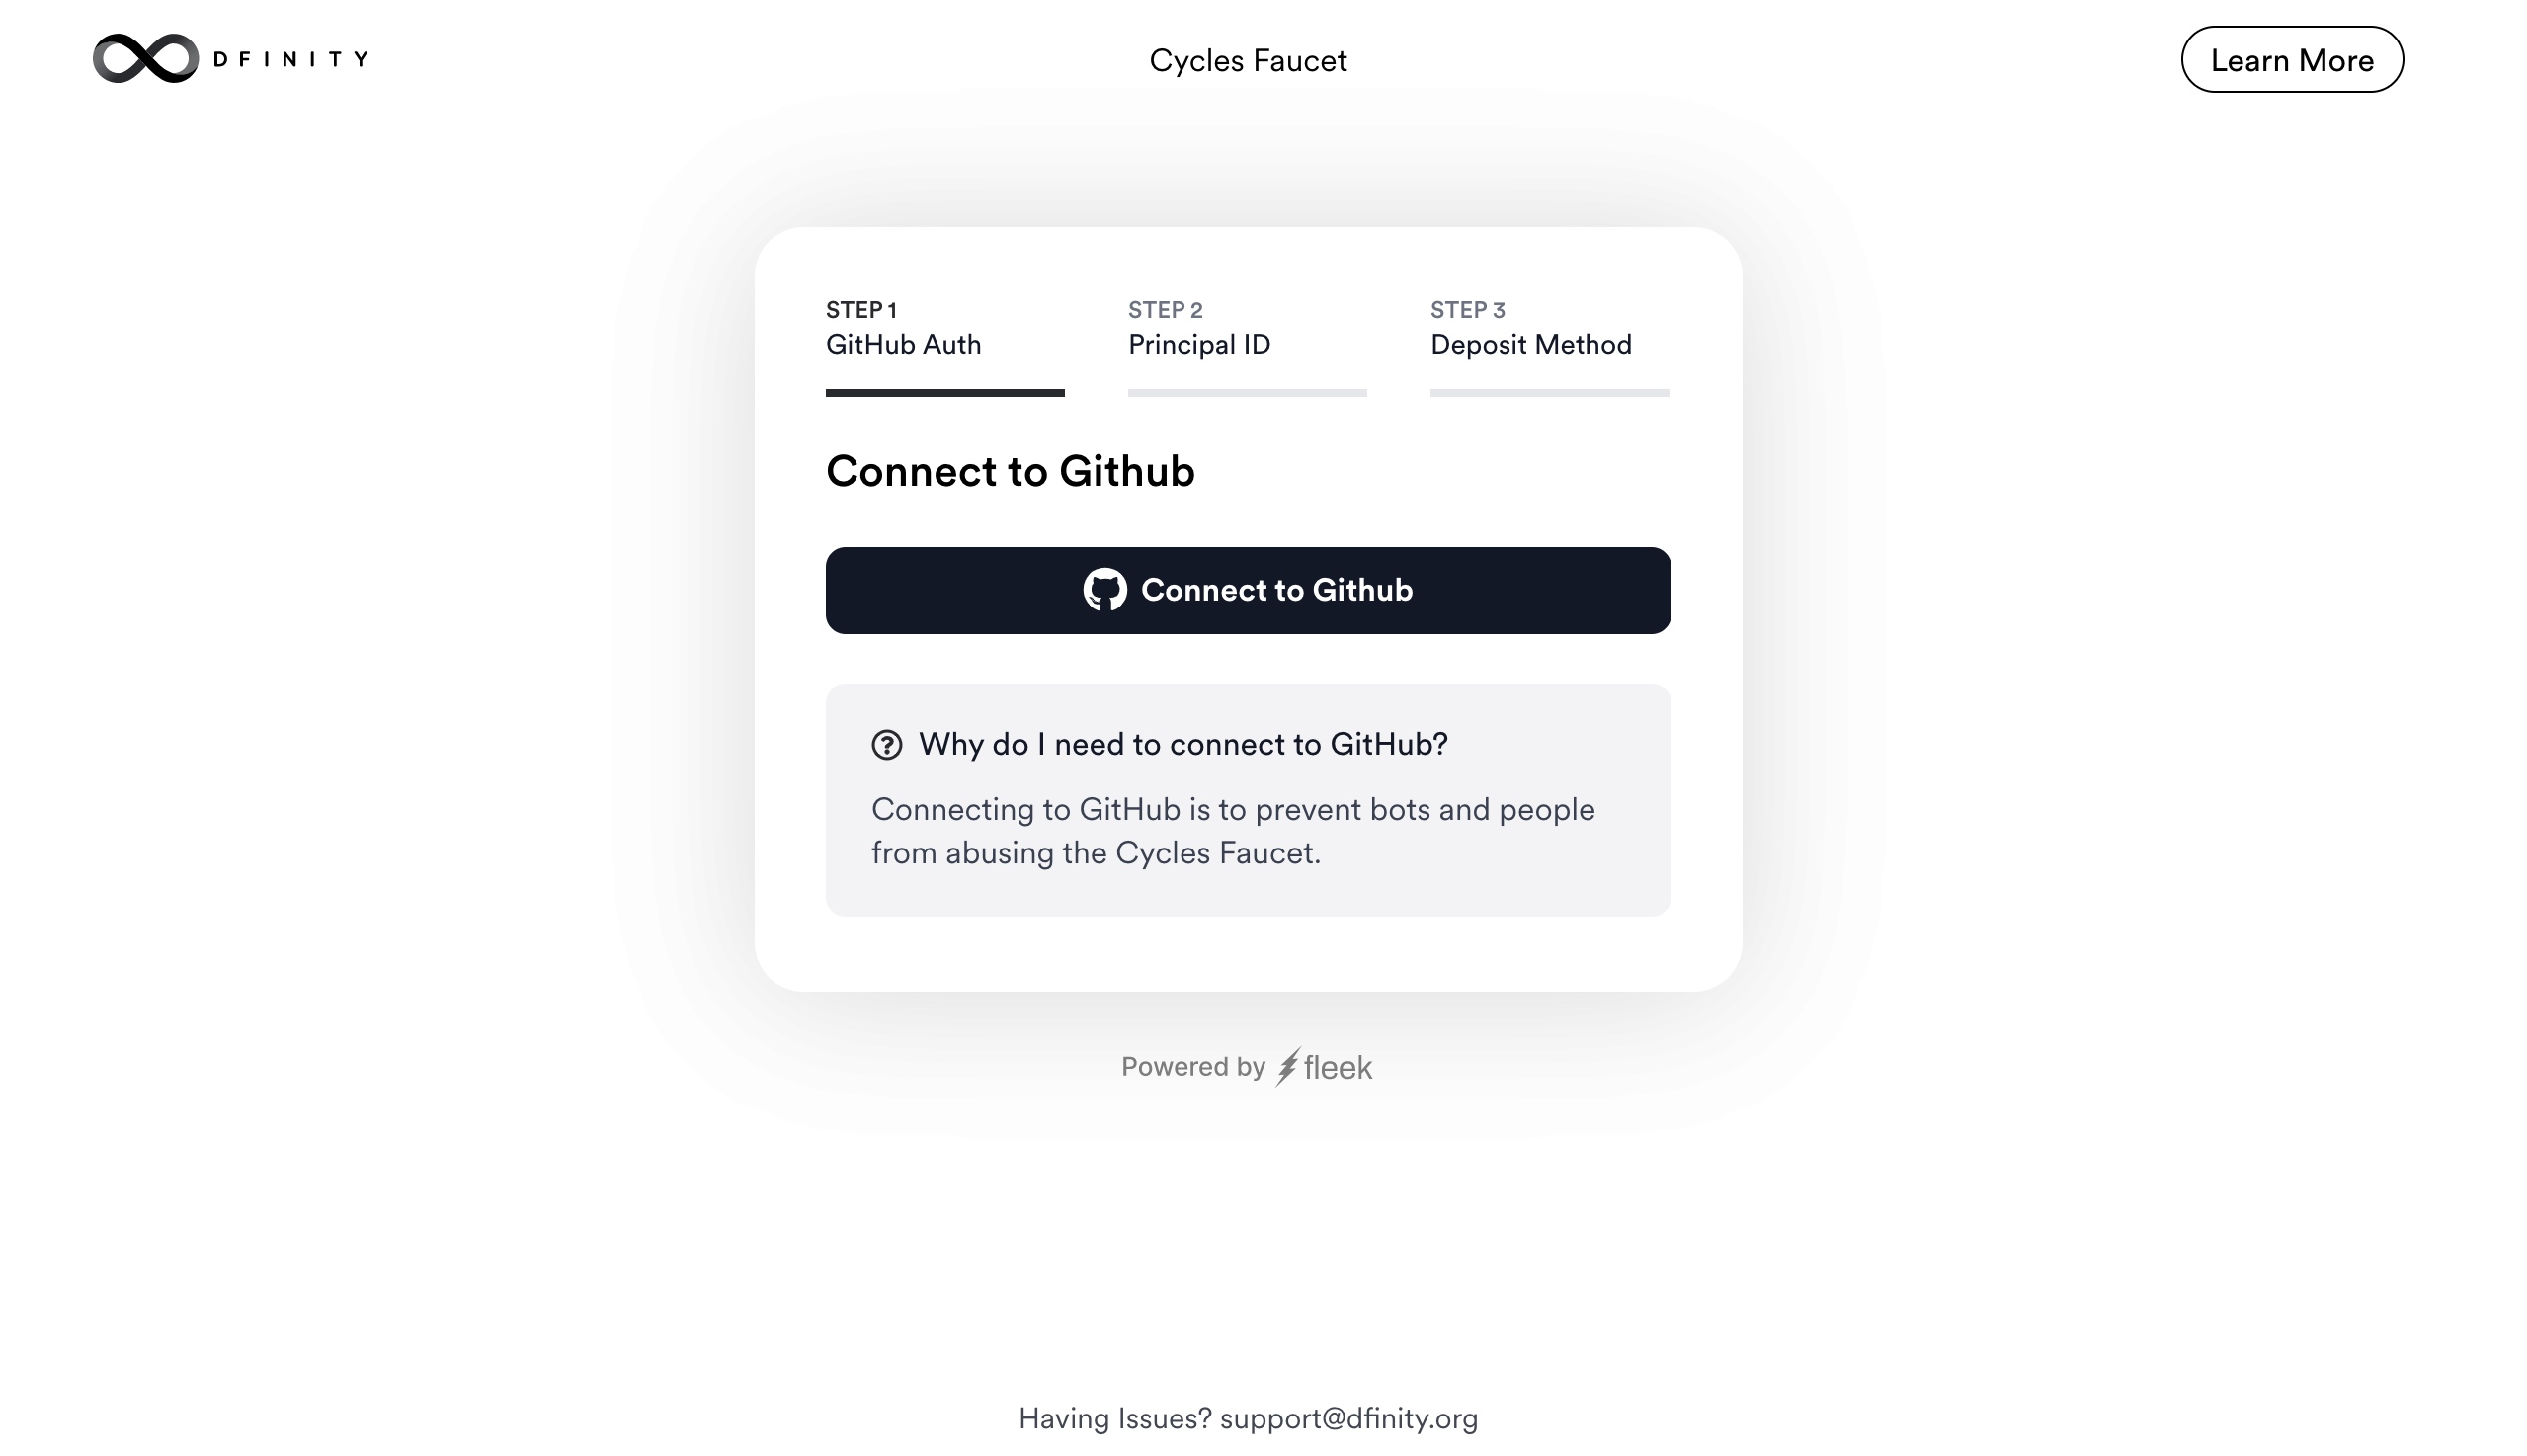 DFINITY
Cycles Faucet
Learn More
STEP 1
GitHub Auth
STEP 2
Principal ID
STEP 3
Deposit Method
Connect to Github
Connect to Github
Why do I need to connect to GitHub?
Connecting to GitHub is to prevent bots and people
from abusing the Cycles Faucet.
Powered by fleek
Having Issues? support@dfinity.org